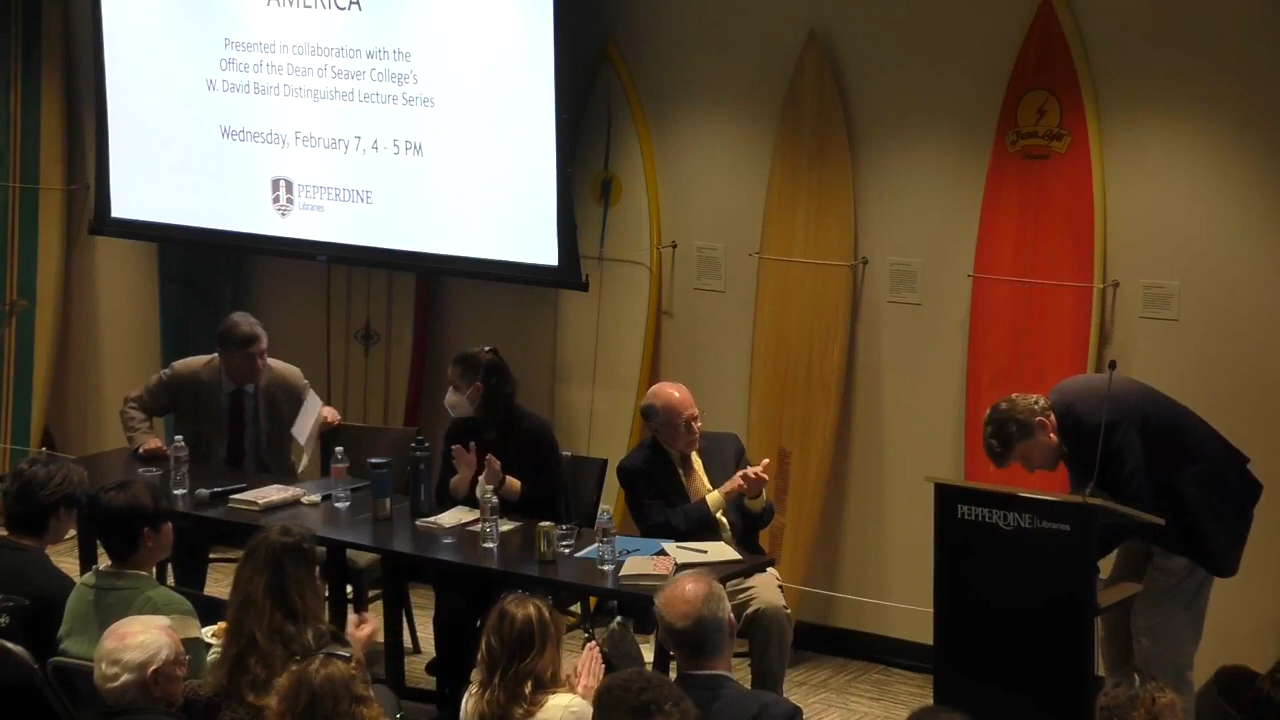 AMERICA
Presented in collaboration with the
Office of the Dean of Seaver College's
W. David Baird Distinguished Lecture Series
Wednesday, February 7, 4 - 5 PM
PEPPERDINE
Libraries
PEPPERDINE | Libraries